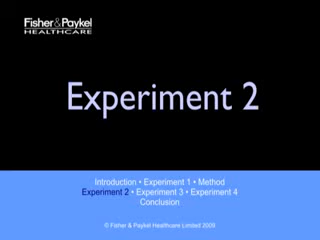 Fisher&Paykel
HEALTHCARE
Experiment 2
Introduction • Experiment 1 • Method
Experiment 2 • Experiment 3 • Experiment 4
Conclusion
© Fisher & Paykel Healthcare Limited 2009